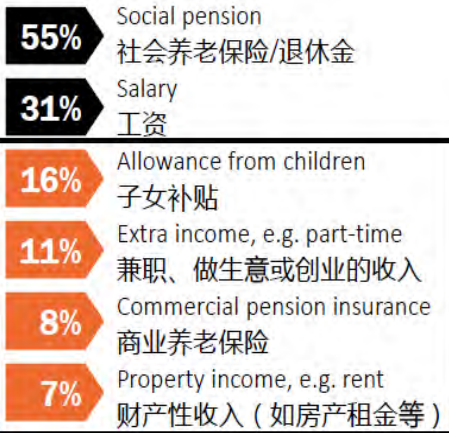 55%
Social pension
社会养老保险/退休金
31%
Salary
工资
16%
Allowance from children
子女补贴
11%
Extra income, e.g. part-time
兼职、做生意或创业的收入
8%
Commercial pension insurance
商业养老保险
7%
Property income, e.g. rent
财产性收入（如房产租金等）